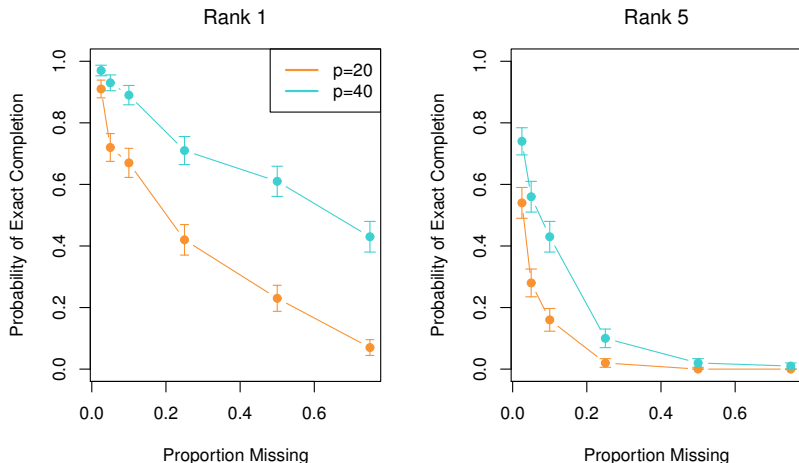 Rank 1
Probability of Exact Completion
1.0
0.8
0.6
0.4
0.2
0.0
p=20
p=40
0.0 0.2 0.4 0.6
Proportion Missing
Rank 5
Probability of Exact Completion
1.0
0.8
0.6
0.4
0.2
0.0
0.0 0.2 0.4 0.6
Proportion Missing